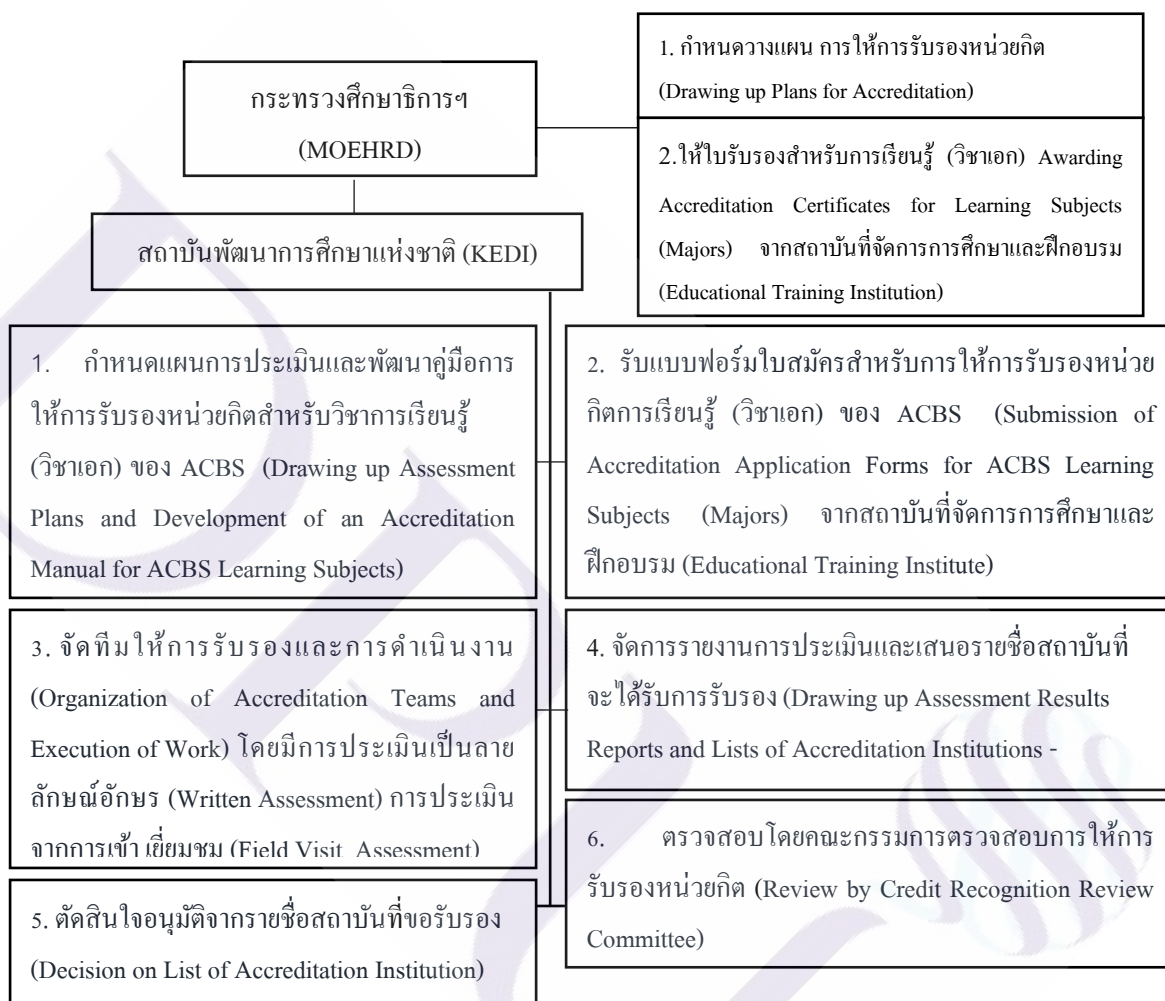 กระทรวงศึกษาธิการฯ
(MOEHRD)
1. กำหนดวางแผน การให้การรับรองหน่วยกิต
(Drawing up Plans for Accreditation)
2.ให้ใบรับรองสำหรับการเรียนรู้ (วิชาเอก) Awarding
Accreditation Certificates for Learning Subjects
(Majors) จากสถาบันที่จัดการการศึกษาและฝึกอบรม
(Educational Training Institution)
สถาบันพัฒนาการศึกษาแห่งชาติ (KEDI)
1. กำหนดแผนการประเมินและพัฒนาคู่มือการ
ให้การรับรองหน่วยกิตสำหรับวิชาการเรียนรู้
(วิชาเอก) ของ ACBS (Drawing up Assessment
Plans and Development of an Accreditation
Manual for ACBS Learning Subjects)
2. รับแบบฟอร์มใบสมัครสำหรับการให้การรับรองหน่วย
กิตการเรียนรู้ (วิชาเอก) ของ ACBS (Submission of
Accreditation Application Forms for ACBS Learning
Subjects (Majors) จากสถาบันที่จัดการการศึกษาและ
ฝึกอบรม (Educational Training Institute)
3. จัดทีมให้การรับรองและการดำเนินงาน
(Organization of Accreditation Teams and
Execution of Work) โดยมีการประเมินเป็นลาย
ลักษณ์อักษร (Written Assessment) การประเมิน
จากการเข้า เยี่ยมชม (Field Visit Assessment)
4. จัดการรายงานการประเมินและเสนอรายชื่อสถาบันที่
จะได้รับการรับรอง (Drawing up Assessment Results
Reports and Lists of Accreditation Institutions -
5. ตัดสินใจอนุมัติจากรายชื่อสถาบันที่ขอรับรอง
(Decision on List of Accreditation Institution)
6. ตรวจสอบโดยคณะกรรมการตรวจสอบการให้การ
รับรองหน่วยกิต (Review by Credit Recognition Review
Committee)